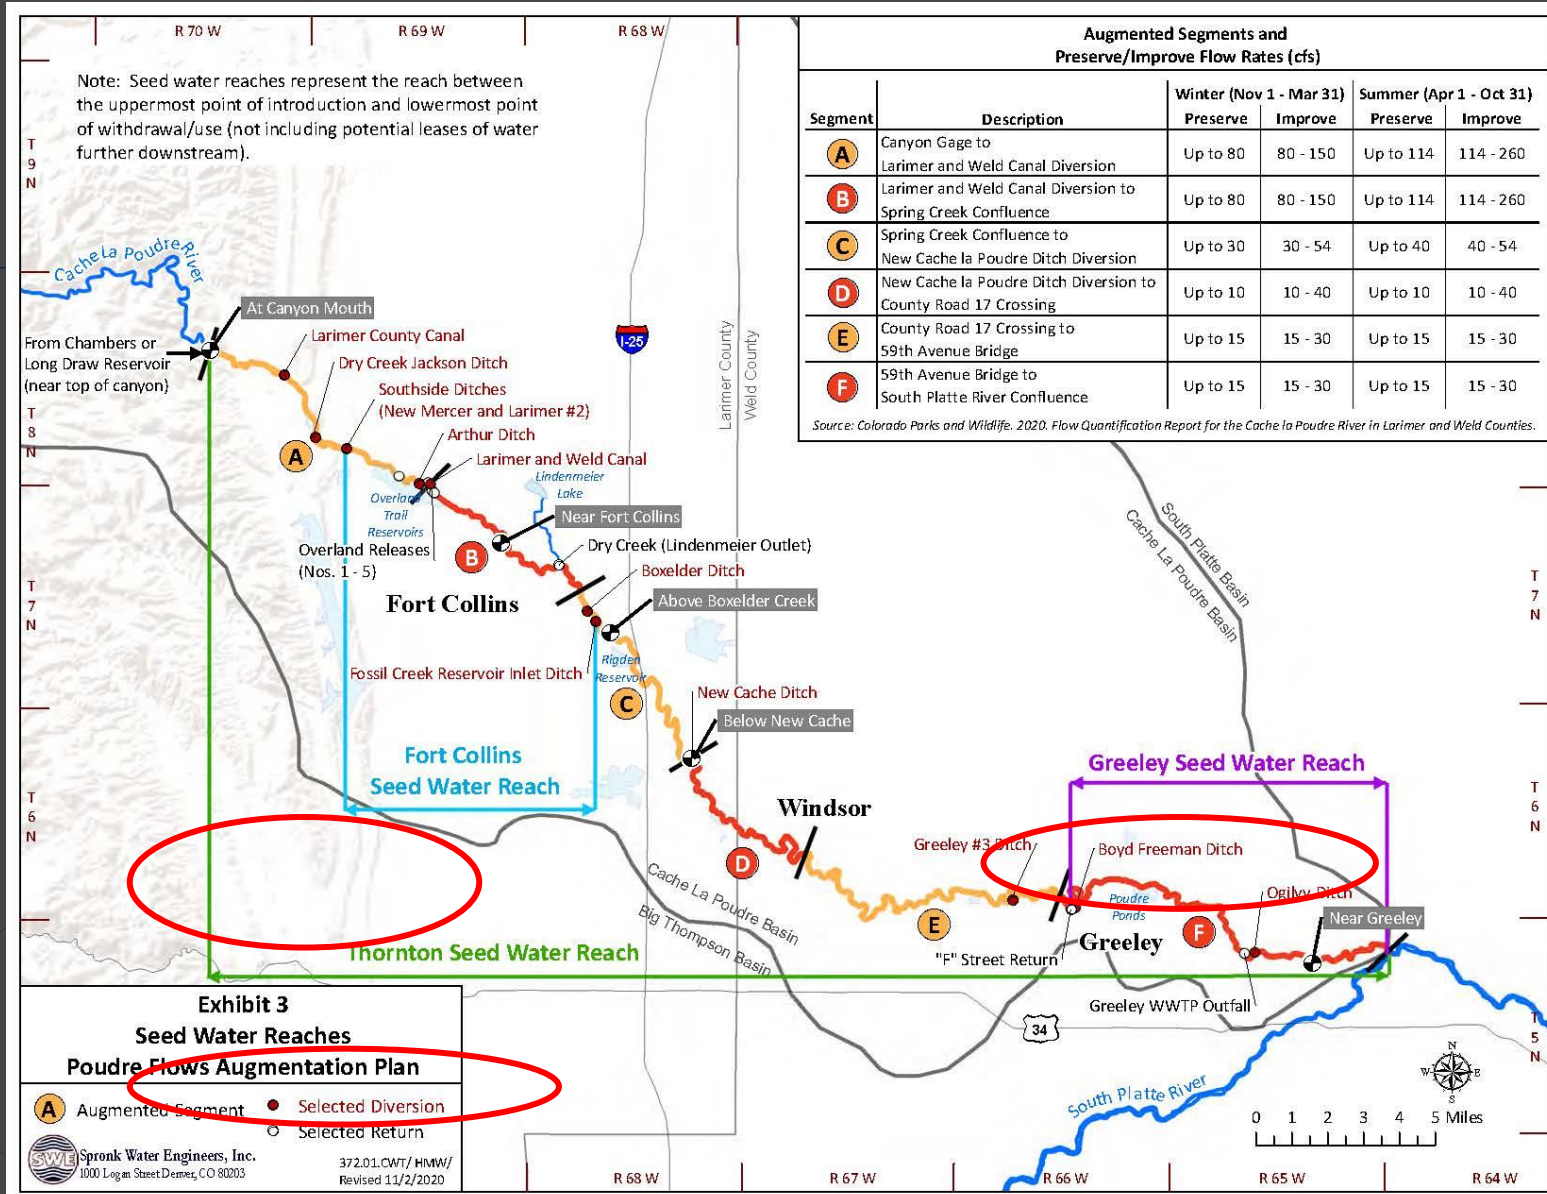 R 70 W
R 69 W
R 68 W
Note: Seed water reaches represent the reach between
the uppermost point of introduction and lowermost point
of withdrawal/use (not including potential leases of water
further downstream).
Augmented Segments and
Preserve/Improve Flow Rates (cfs)
Winter (Nov 1 - Mar 31) Summer (Apr 1 - Oct 31)
Segment Description Preserve Improve Preserve Improve
A Canyon Gage to
Larimer and Weld Canal Diversion Up to 80 80 - 150 Up to 114 114 - 260
B Larimer and Weld Canal Diversion to
Spring Creek Confluence Up to 80 80 - 150 Up to 114 114 - 260
C Spring Creek Confluence to
New Cache la Poudre Ditch Diversion Up to 30 30 - 54 Up to 40 40 - 54
D New Cache la Poudre Ditch Diversion to
County Road 17 Crossing Up to 10 10 - 40 Up to 10 10 - 40
E County Road 17 Crossing to
59th Avenue Bridge Up to 15 15 - 30 Up to 15 15 - 30
F 59th Avenue Bridge to
South Platte River Confluence Up to 15 15 - 30 Up to 15 15 - 30
Source: Colorado Parks and Wildlife. 2020. Flow Quantification Report for the Cache la Poudre River in Larimer and Weld Counties.
T
9
N
Cache La Poudre River
At Canyon Mouth
From Chambers or
Long Draw Reservoir
(near top of canyon)
Larimer County Canal
Dry Creek Jackson Ditch
Southside Ditches
(New Mercer and Larimer #2)
Arthur Ditch
Larimer and Weld Canal
I-25
Larimer County
Weld County
T
8
N
A
Overland
Trail
Reservoirs
Lindenmeier
Lake
Near Fort Collins
Overland Releases
(Nos. 1 - 5)
B
Dry Creek (Lindenmeier Outlet)
Boxelder Ditch
Fort Collins
Above Boxelder Creek
South Platte Basin
Cache La Poudre Basin
T
7
N
T
7
N
Fossil Creek Reservoir Inlet Ditch
Rigden
Reservoir
C
New Cache Ditch
Below New Cache
Fort Collins
Seed Water Reach
Greeley Seed Water Reach
T
6
N
T
6
N
Windsor
D
Greeley #3 Ditch
Boyd Freeman Ditch
Cache La Poudre Basin
Big Thompson Basin
E
Poudre
Ponds
Ogilvy Ditch
F
Near Greeley
Greeley
"F" Street Return
Thornton Seed Water Reach
Greeley WWTP Outfall
34
T
5
N
South Platte River
N
W E
S
0 1 2 3 4 5 Miles
Exhibit 3
Seed Water Reaches
Poudre Flows Augmentation Plan
A Augmented Segment
Selected Diversion
Selected Return
SWE
Spronk Water Engineers, Inc.
1000 Logan Street Denver, CO 80203
372.01.CWT/ HMW/
Revised 11/2/2020
R 68 W
R 67 W
R 66 W
R 65 W
R 64 W